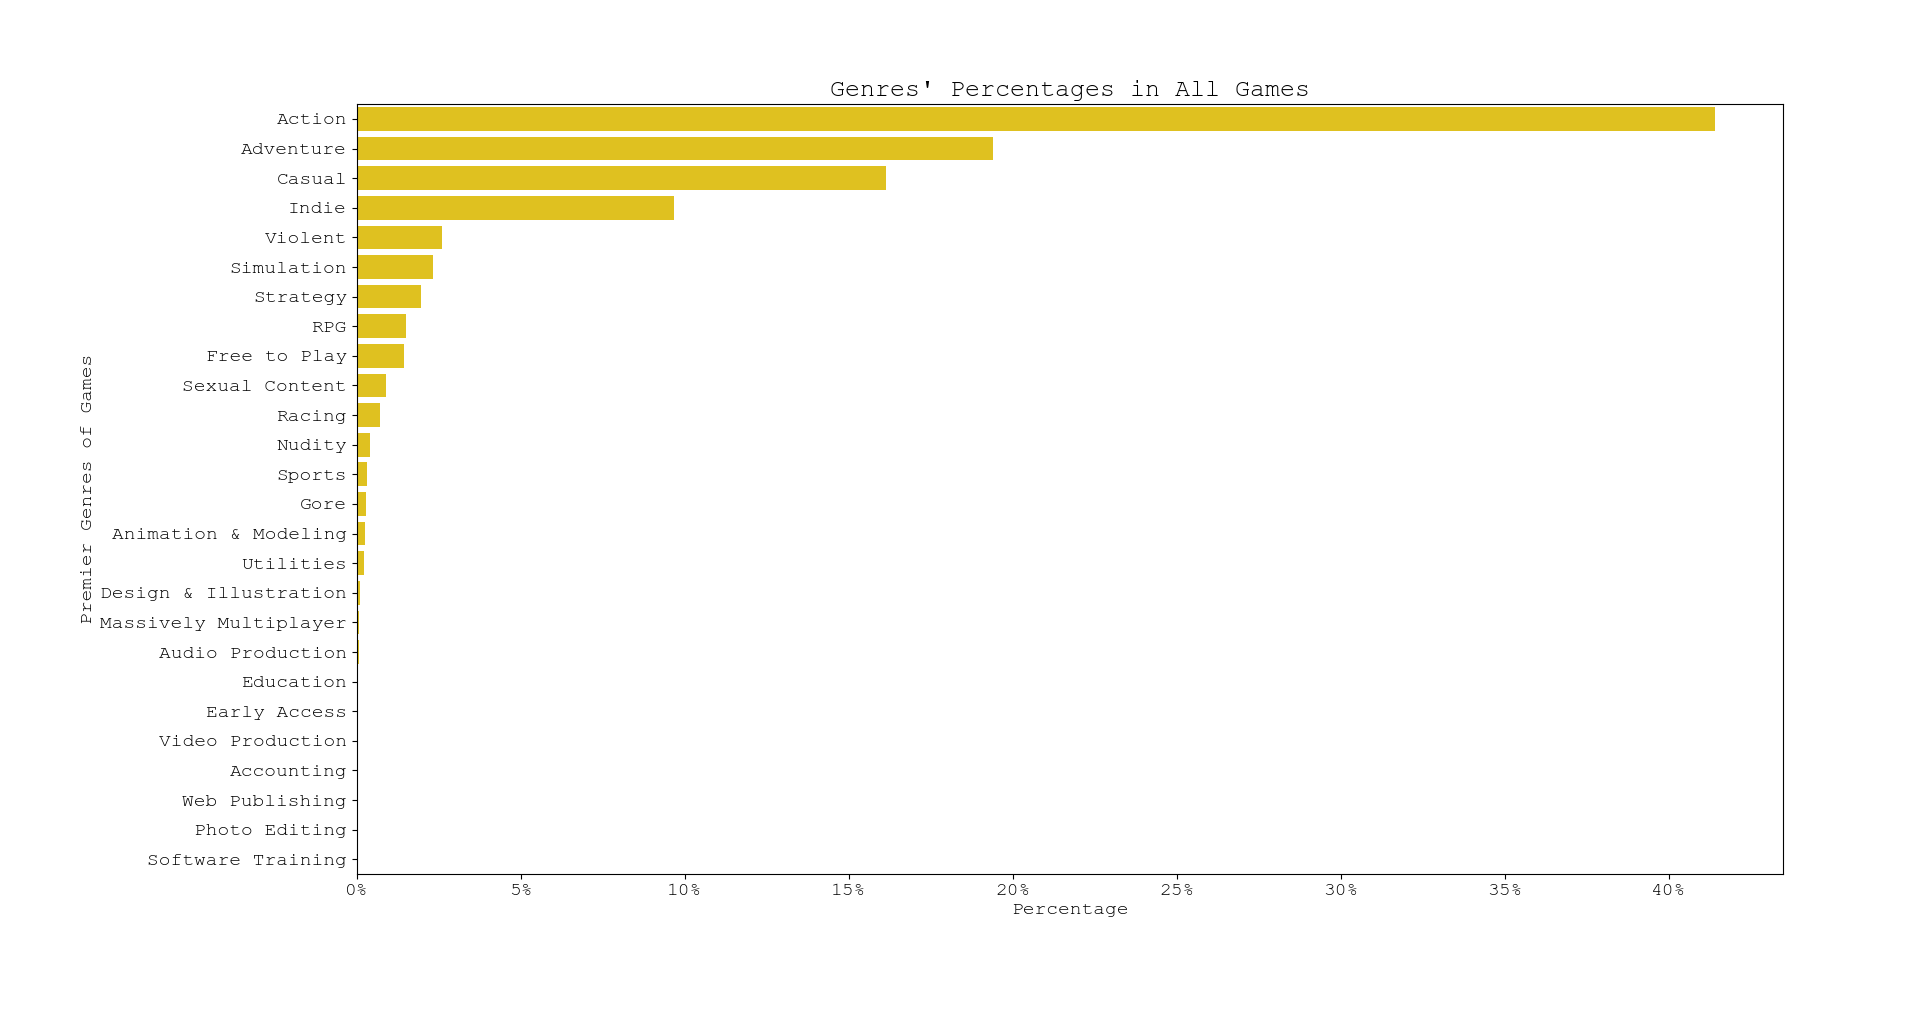 Genres' Percentages in All Games
Premier Genres of Games
Action
Adventure
Casual
Indie
Violent
Simulation
Strategy
RPG
Free to Play
Sexual Content
Racing
Nudity
Sports
Gore
Animation & Modeling
Utilities
Design & Illustration
Massively Multiplayer
Audio Production
Education
Early Access
Video Production
Accounting
Web Publishing
Photo Editing
Software Training
0% 5% 10% 15% 20% 25% 30% 35% 40%
Percentage